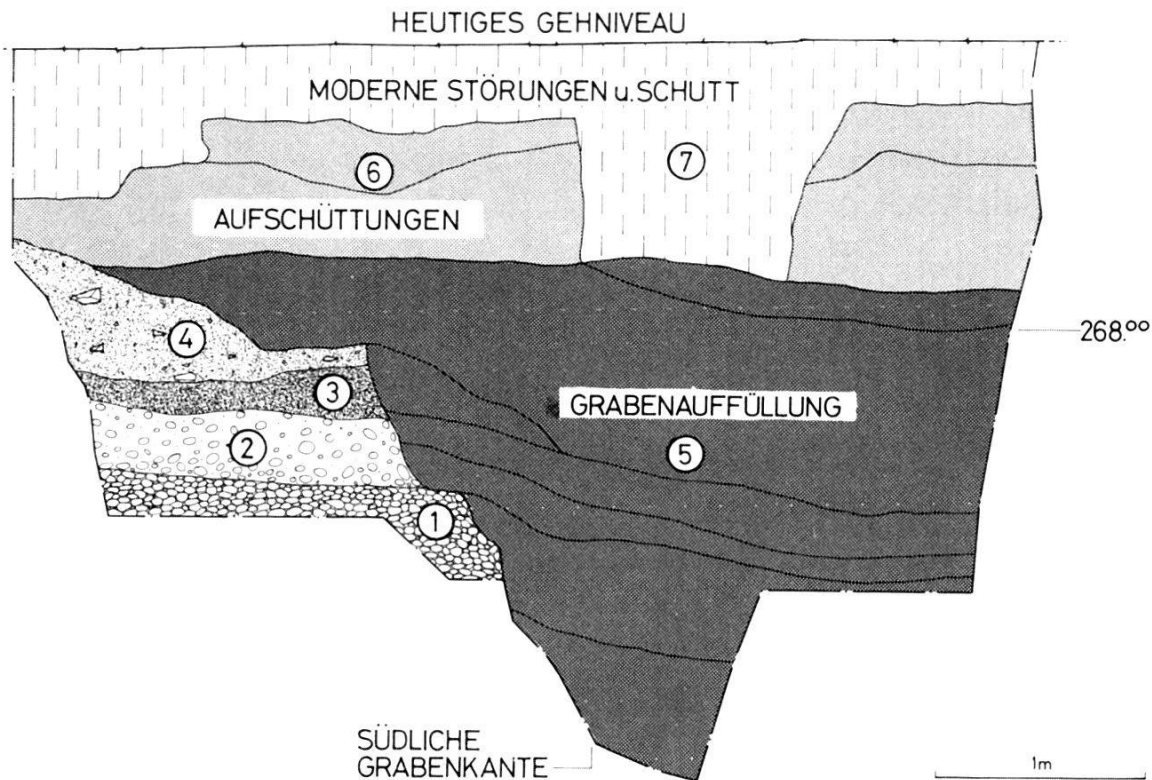 HEUTIGES GEHNIVEAU
MODERNE STÖRUNGEN u. SCHUTT
6
7
AUFSCHÜTTUNGEN
4
268.⁰⁰
3
GRABENAUFFÜLLUNG
2
5
1
SÜDLICHE
GRABENKANTE
1m